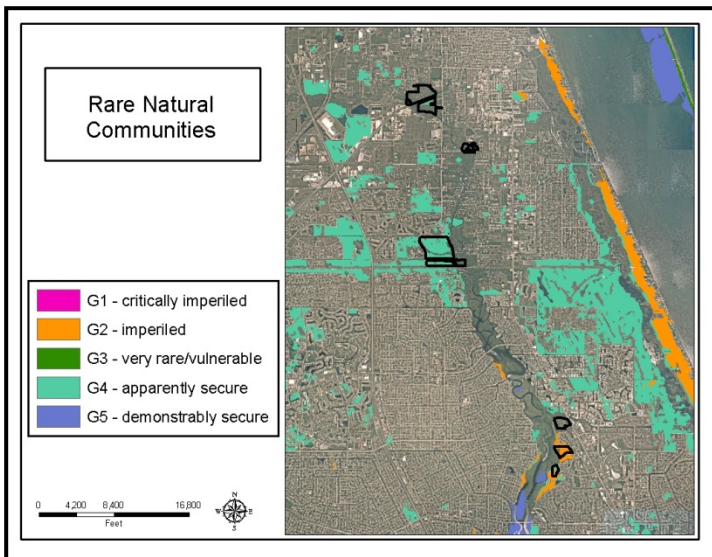 Rare Natural
Communities
G1 - critically imperiled
G2 - imperiled
G3 - very rare/vulnerable
G4 - apparently secure
G5 - demonstrably secure
0 4,200 8,400 16,800
Feet
N
W E
S